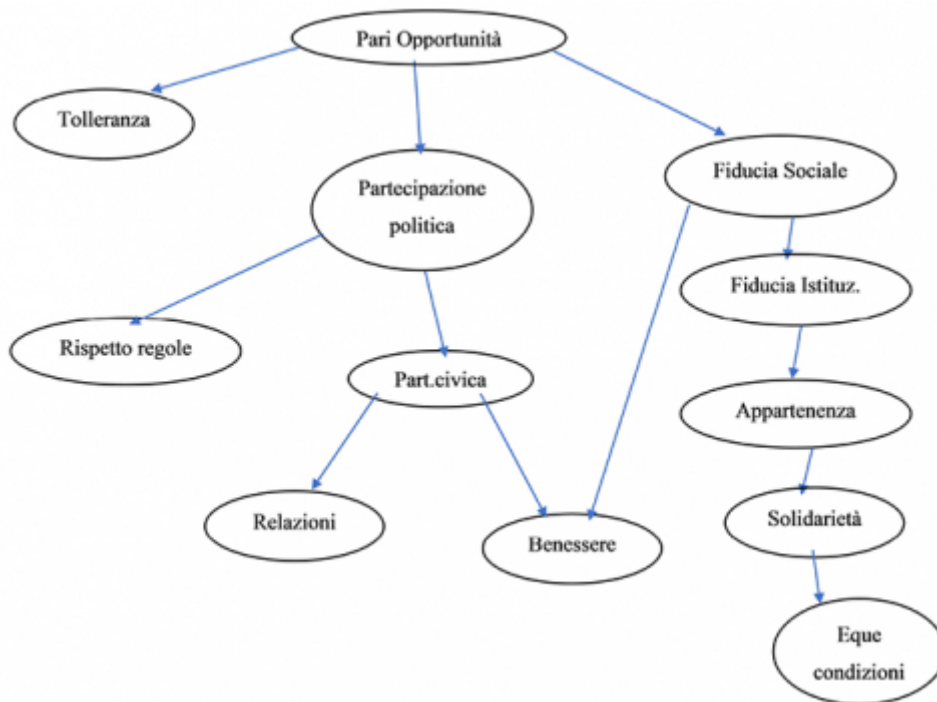 Pari Opportunità
Tolleranza
Fiducia Sociale
Partecipazione
politica
Fiducia Istituz.
Rispetto regole
Part.civica
Appartenenza
Relazioni
Solidarietà
Benessere
Eque
condizioni